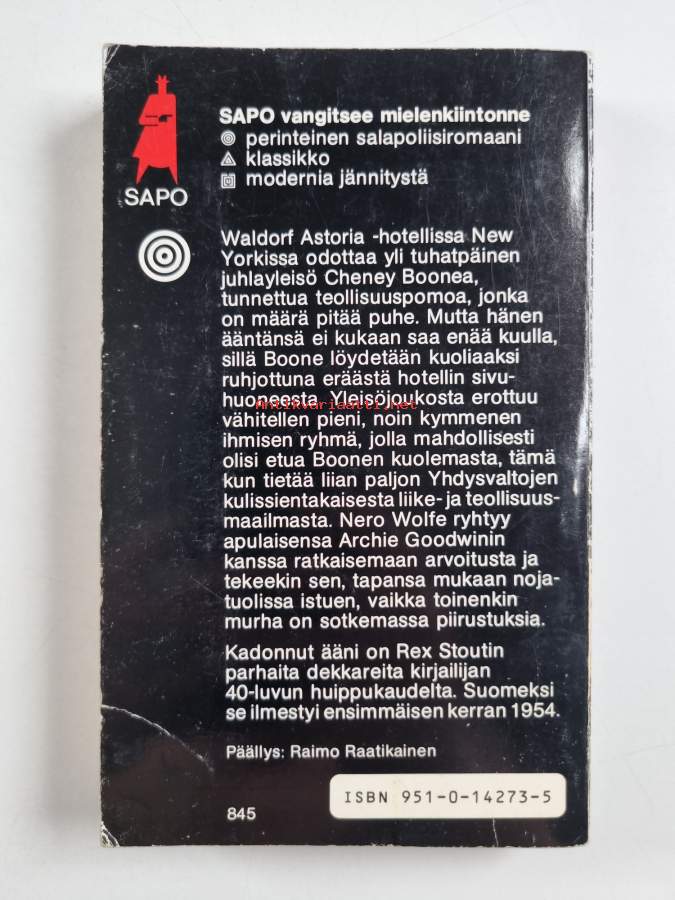 SAPO vangitsee mielenkiintonne
perinteinen salapoliisiromaani
klassikko
modernia jännitystä
SAPO
Waldorf Astoria -hotellissa New
Yorkissa odottaa yli tuhatpäinen
juhlayleisö Cheney Boonea,
tunnettua teollisuuspomoa, jonka
on määrä pitää puhe. Mutta hänen
ääntänsä ei kukaan saa enää kuulla,
sillä Boone löydetään kuoliaaksi
ruhjottuna eräästä hotellin sivu-
huoneesta. Yleisöjoukosta erottuu
Antikvariaatti.net
vähitellen pieni, noin kymmenen
ihmisen ryhmä, jolla mahdollisesti
olisi etua Boonen kuolemasta, tämä
kun tietää liian paljon Yhdysvaltojen
kulissientakaisesta liike- ja teollisuus-
maailmasta. Nero Wolfe ryhtyy
apulaisensa Archie Goodwinin
kanssa ratkaisemaan arvoitusta ja
tekeekin sen, tapansa mukaan noja-
tuolissa istuen, vaikka toinenkin
murha on sotkemassa piirustuksia.
Kadonnut ääni on Rex Stoutin
parhaita dekkareita kirjailijan
40-luvun huippukaudelta. Suomeksi
se ilmestyi ensimmäisen kerran 1954.
Päällys: Raimo Raatikainen
ISBN 951-0-14273-5
845